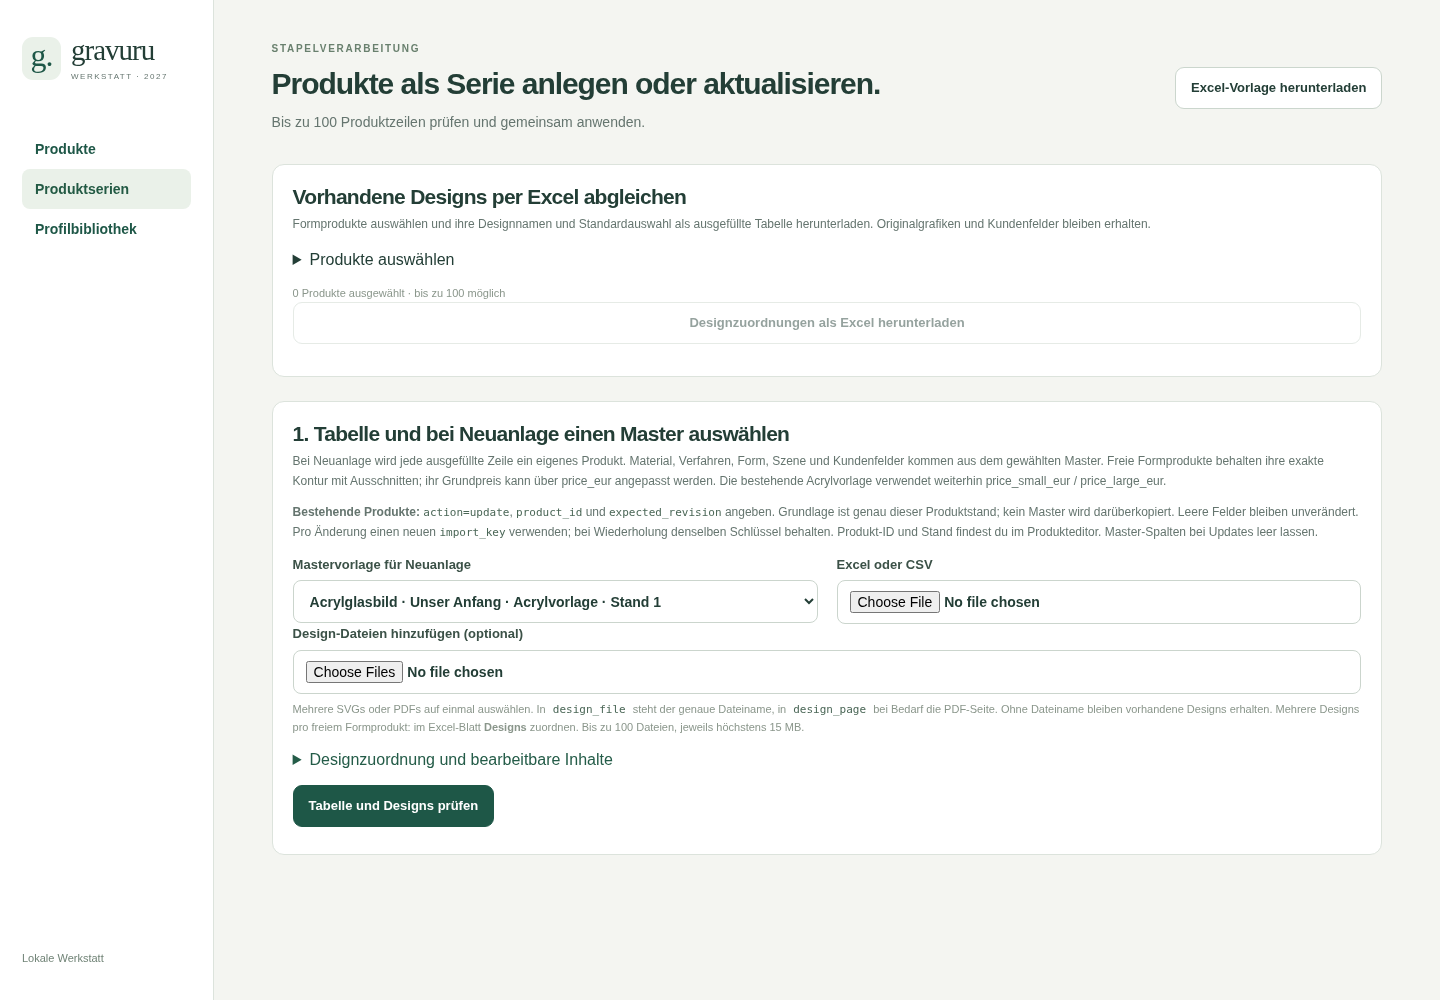 g. gravuru
WERKSTATT · 2027
Produkte
Produktserien
Profilbibliothek
Lokale Werkstatt
STAPELVERARBEITUNG
Produkte als Serie anlegen oder aktualisieren.
Bis zu 100 Produktzeilen prüfen und gemeinsam anwenden.
Excel-Vorlage herunterladen
Vorhandene Designs per Excel abgleichen
Formprodukte auswählen und ihre Designnamen und Standardauswahl als ausgefüllte Tabelle herunterladen. Originalgrafiken und Kundenfelder bleiben erhalten.
Produkte auswählen
0 Produkte ausgewählt · bis zu 100 möglich
Designzuordnungen als Excel herunterladen
1. Tabelle und bei Neuanlage einen Master auswählen
Bei Neuanlage wird jede ausgefüllte Zeile ein eigenes Produkt. Material, Verfahren, Form, Szene und Kundenfelder kommen aus dem gewählten Master. Freie Formprodukte behalten ihre exakte
Kontur mit Ausschnitten; ihr Grundpreis kann über price_eur angepasst werden. Die bestehende Acrylvorlage verwendet weiterhin price_small_eur / price_large_eur.
Bestehende Produkte: action=update, product_id und expected_revision angeben. Grundlage ist genau dieser Produktstand; kein Master wird darüberkopiert. Leere Felder bleiben unverändert.
Pro Änderung einen neuen import_key verwenden; bei Wiederholung denselben Schlüssel behalten. Produkt-ID und Stand findest du im Produkteditor. Master-Spalten bei Updates leer lassen.
Mastervorlage für Neuanlage
Acrylglasbild · Unser Anfang · Acrylvorlage · Stand 1
Excel oder CSV
Choose File No file chosen
Design-Dateien hinzufügen (optional)
Choose Files No file chosen
Mehrere SVGs oder PDFs auf einmal auswählen. In design_file steht der genaue Dateiname, in design_page bei Bedarf die PDF-Seite. Ohne Dateiname bleiben vorhandene Designs erhalten. Mehrere Designs
pro freiem Formprodukt: im Excel-Blatt Designs zuordnen. Bis zu 100 Dateien, jeweils höchstens 15 MB.
Designzuordnung und bearbeitbare Inhalte
Tabelle und Designs prüfen